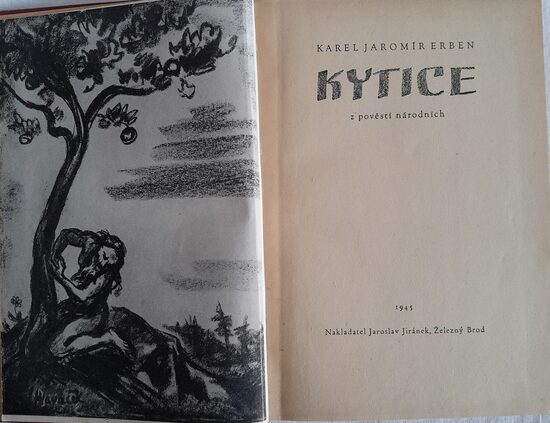 KAREL JAROMÍR ERBEN
KYTICE
z pověstí národních
1945
Nakladatel Jaroslav Jiránek, Železný Brod